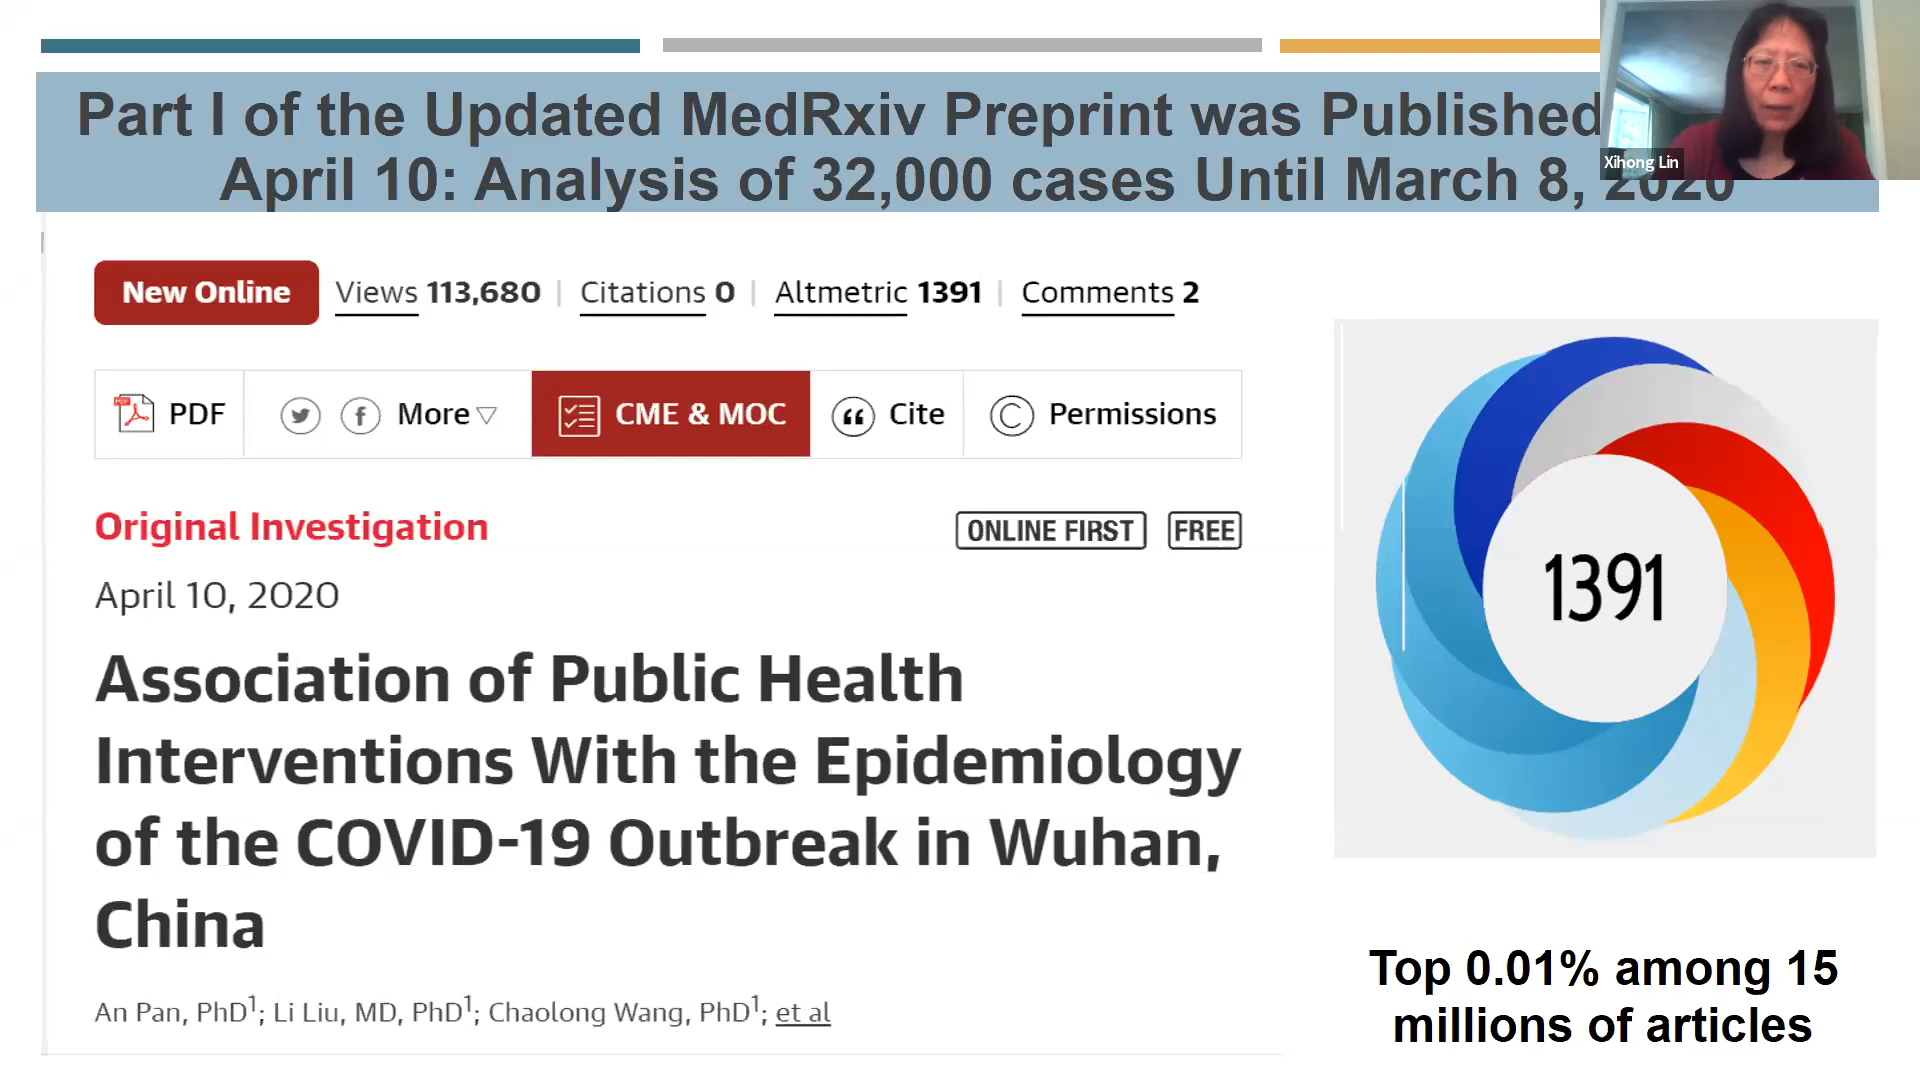 Part I of the Updated MedRxiv Preprint was Published
April 10: Analysis of 32,000 cases Until March 8, 2020
Xihong Lin
New Online Views 113,680 | Citations 0 | Altmetric 1391 | Comments 2
PDF More CME & MOC Cite Permissions
Original Investigation ONLINE FIRST FREE
April 10, 2020
Association of Public Health
Interventions With the Epidemiology
of the COVID-19 Outbreak in Wuhan,
China
An Pan, PhD1; Li Liu, MD, PhD1; Chaolong Wang, PhD1; et al
1391
Top 0.01% among 15
millions of articles